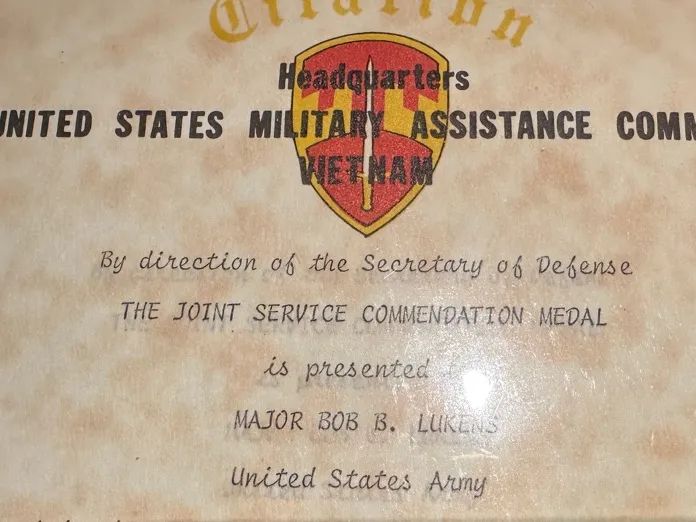 Citation
Headquarters
UNITED STATES MILITARY ASSISTANCE COMM
VIETNAM
By direction of the Secretary of Defense
THE JOINT SERVICE COMMENDATION MEDAL
is presented
MAJOR BOB B. LUKENS
United States Army